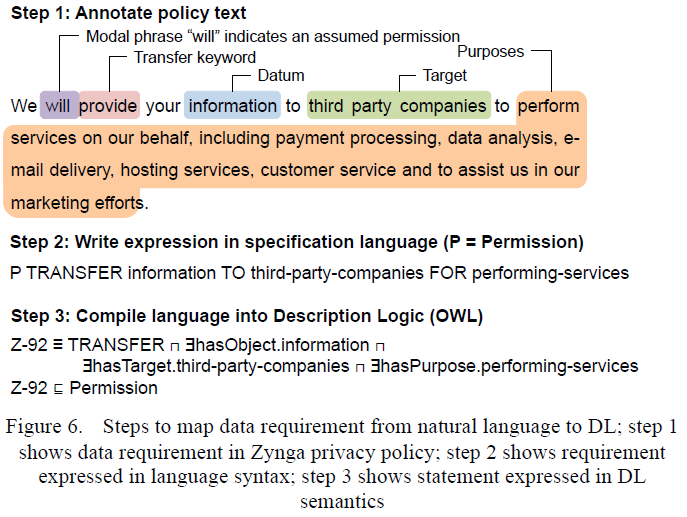 Step 1: Annotate policy text
Modal phrase “will” indicates an assumed permission
Purposes
Transfer keyword
Datum
Target
We will provide your information to third party companies to perform
services on our behalf, including payment processing, data analysis, e-
mail delivery, hosting services, customer service and to assist us in our
marketing efforts.
Step 2: Write expression in specification language (P = Permission)
P TRANSFER information TO third-party-companies FOR performing-services
Step 3: Compile language into Description Logic (OWL)
Z-92 ≡ TRANSFER ⊓ ∃hasObject.information ⊓
∃hasTarget.third-party-companies ⊓ ∃hasPurpose.performing-services
Z-92 ⊑ Permission
Figure 6. Steps to map data requirement from natural language to DL; step 1
shows data requirement in Zynga privacy policy; step 2 shows requirement
expressed in language syntax; step 3 shows statement expressed in DL
semantics